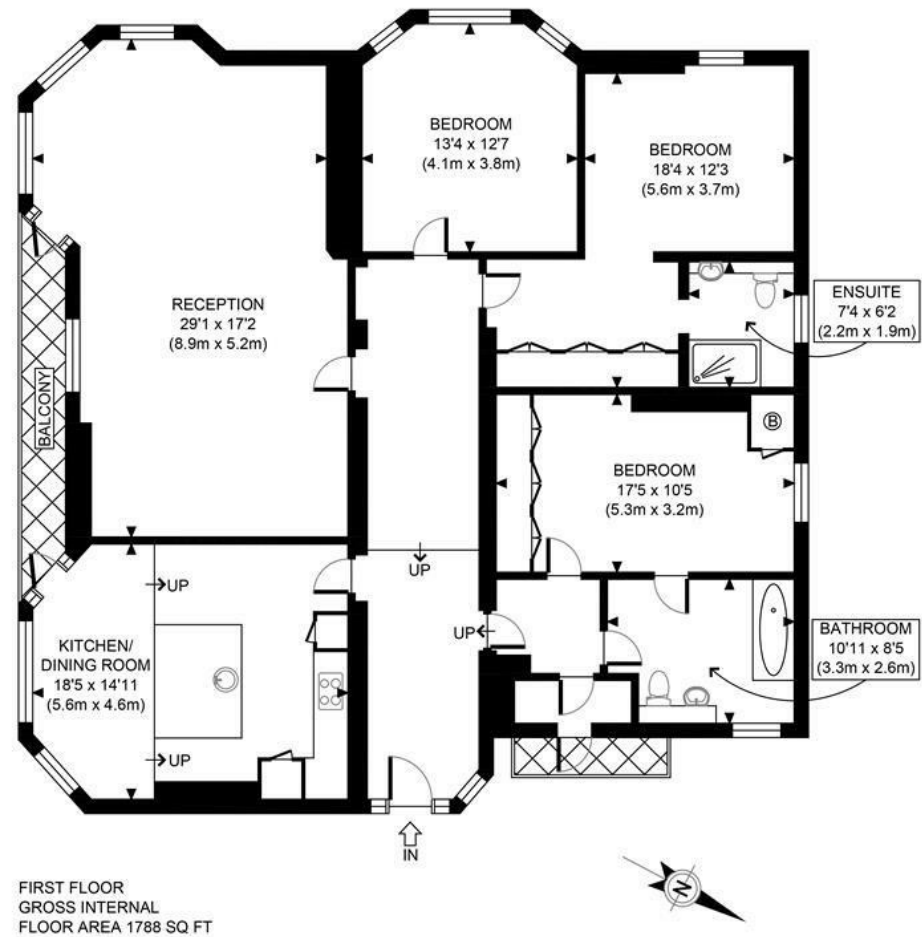 BEDROOM
13'4 x 12'7
(4.1m x 3.8m)
BEDROOM
18'4 x 12'3
(5.6m x 3.7m)
RECEPTION
29'1 x 17'2
(8.9m x 5.2m)
ENSUITE
7'4 x 6'2
(2.2m x 1.9m)
BALCONY
B
BEDROOM
17'5 x 10'5
(5.3m x 3.2m)
UP
UP
UP
KITCHEN/
DINING ROOM
18'5 x 14'11
(5.6m x 4.6m)
BATHROOM
10'11 x 8'5
(3.3m x 2.6m)
UP
IN
N
FIRST FLOOR
GROSS INTERNAL
FLOOR AREA 1788 SQ FT